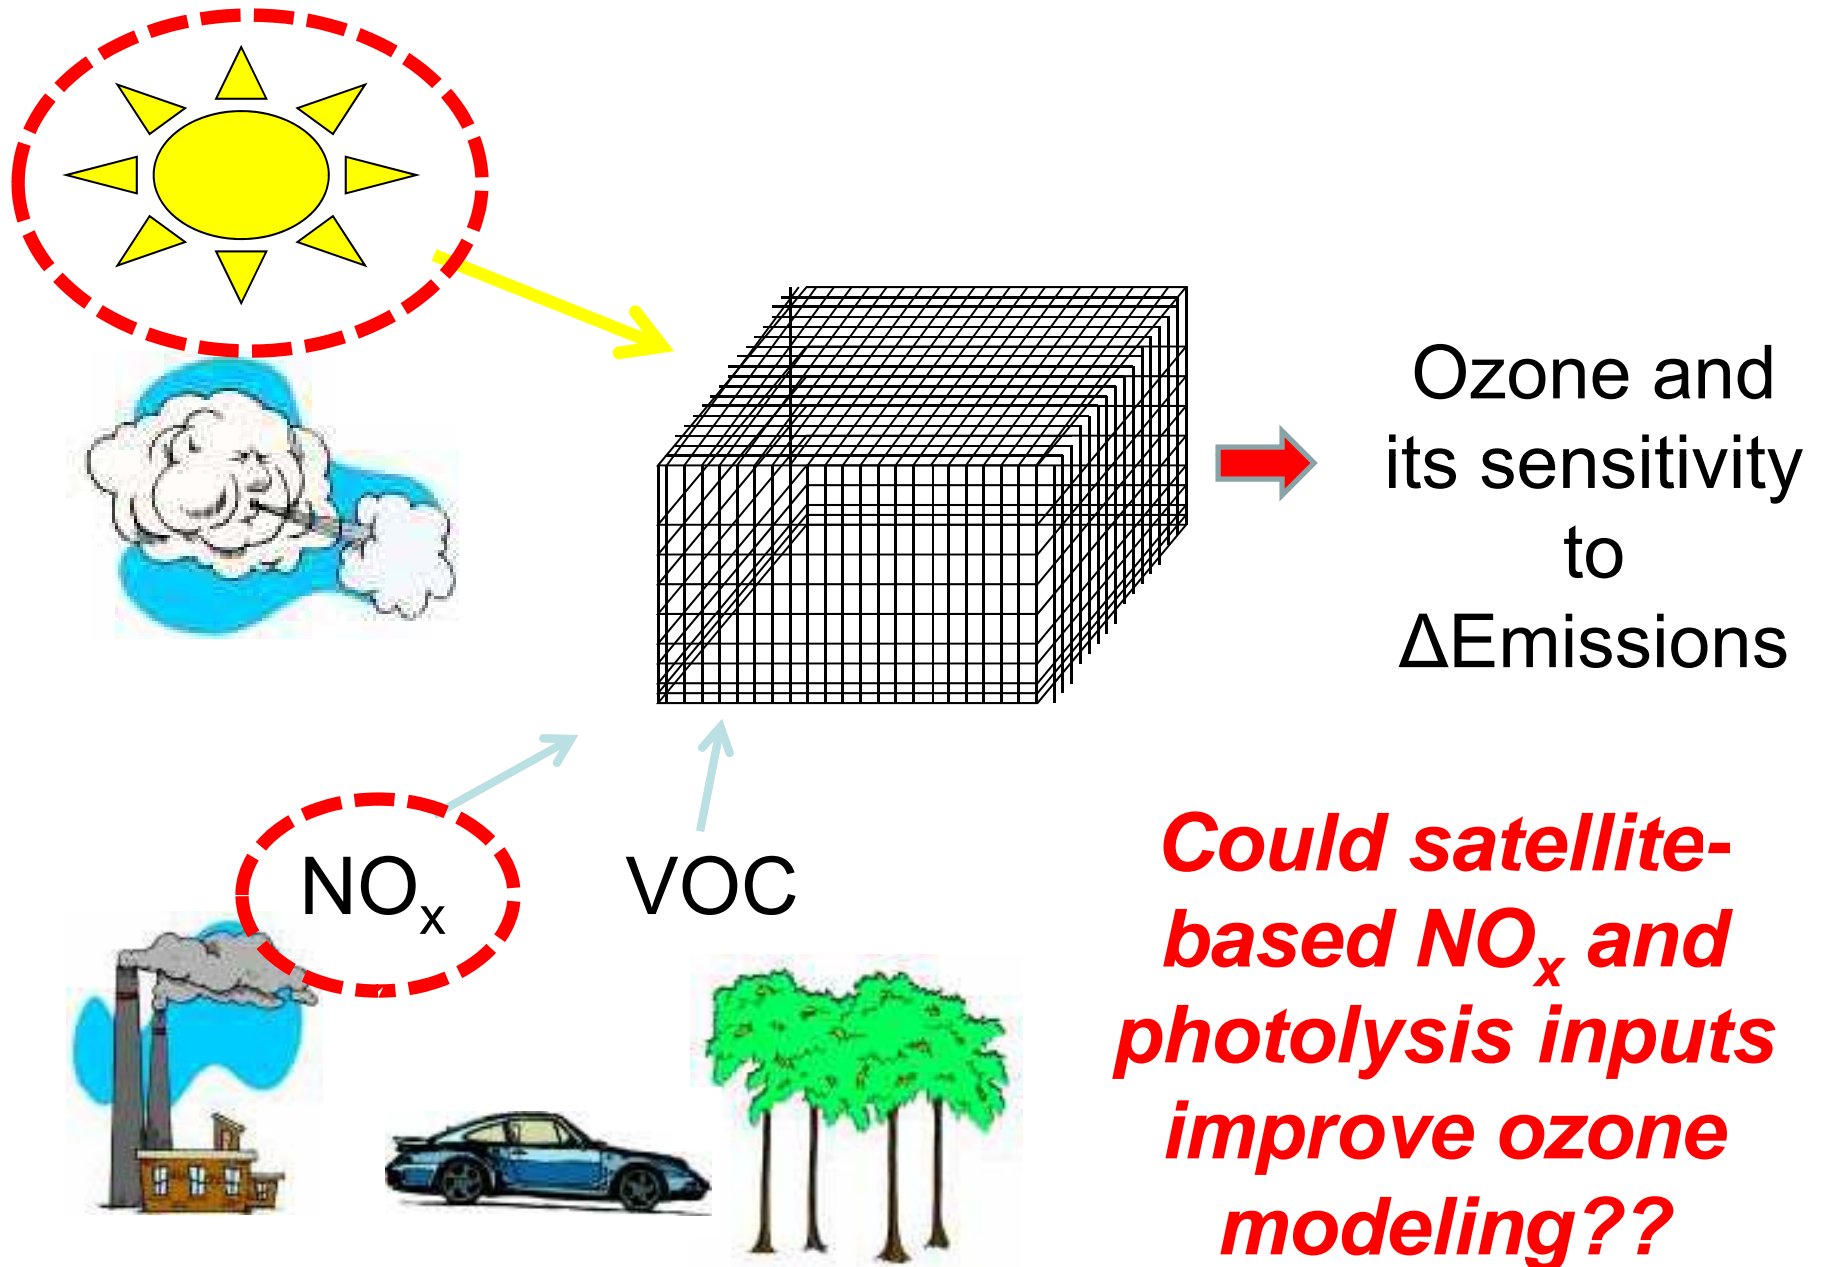 Ozone and
its sensitivity
to
ΔEmissions
NOₓ
VOC
Could satellite-
based NOₓ and
photolysis inputs
improve ozone
modeling??